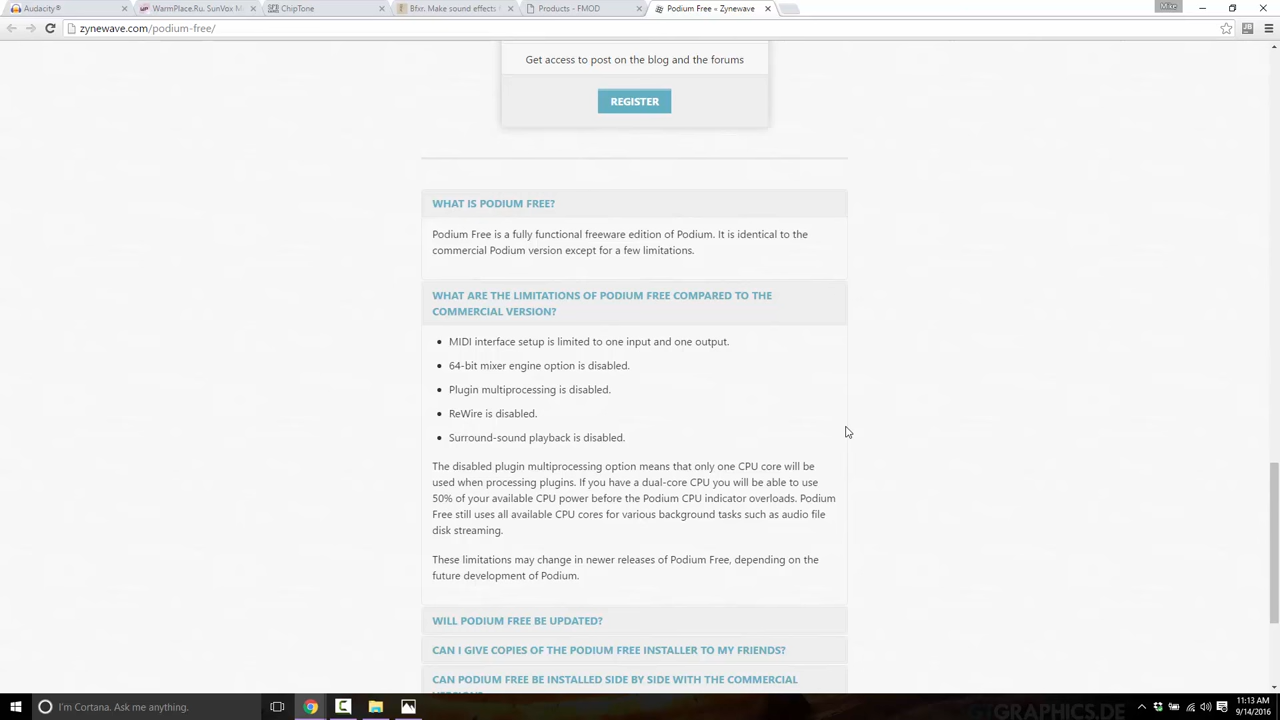 Audacity®
WarmPlace.Ru. SunVox M
ChipTone
Bfxr. Make sound effects
Products - FMOD
Podium Free « Zynewave
Mike
zynewave.com/podium-free/
Get access to post on the blog and the forums
REGISTER
WHAT IS PODIUM FREE?
Podium Free is a fully functional freeware edition of Podium. It is identical to the
commercial Podium version except for a few limitations.
WHAT ARE THE LIMITATIONS OF PODIUM FREE COMPARED TO THE
COMMERCIAL VERSION?
MIDI interface setup is limited to one input and one output.
64-bit mixer engine option is disabled.
Plugin multiprocessing is disabled.
ReWire is disabled.
Surround-sound playback is disabled.
The disabled plugin multiprocessing option means that only one CPU core will be
used when processing plugins. If you have a dual-core CPU you will be able to use
50% of your available CPU power before the Podium CPU indicator overloads. Podium
Free still uses all available CPU cores for various background tasks such as audio file
disk streaming.
These limitations may change in newer releases of Podium Free, depending on the
future development of Podium.
WILL PODIUM FREE BE UPDATED?
CAN I GIVE COPIES OF THE PODIUM FREE INSTALLER TO MY FRIENDS?
CAN PODIUM FREE BE INSTALLED SIDE BY SIDE WITH THE COMMERCIAL
I'm Cortana. Ask me anything.
11:13 AM
9/14/2016